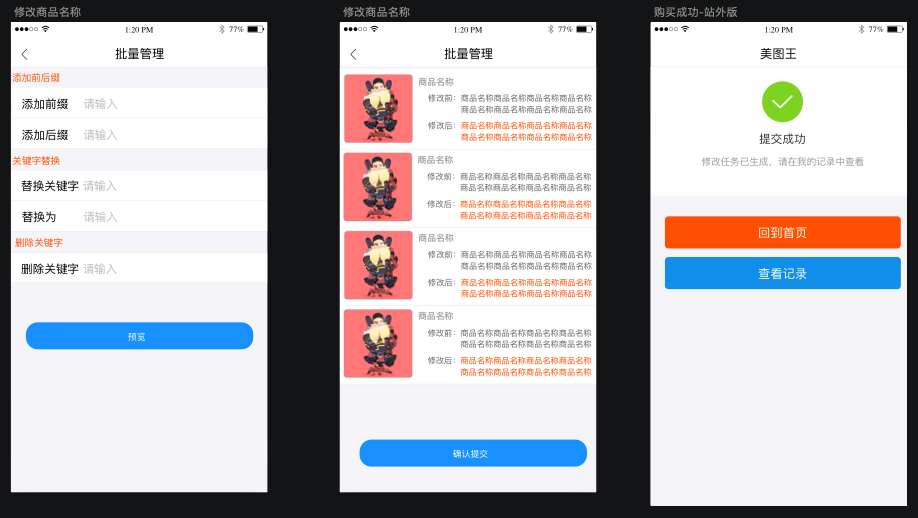 修改商品名称
1:20 PM
77%
批量管理
添加前后缀
添加前缀 请输入
添加后缀 请输入
关键字替换
替换关键字 请输入
替换为 请输入
删除关键字
删除关键字 请输入
预览
修改商品名称
1:20 PM
77%
批量管理
商品名称
修改前: 商品名称商品名称商品名称商品名称
商品名称商品名称商品名称商品名称
修改后: 商品名称商品名称商品名称商品名称
商品名称商品名称商品名称商品名称
商品名称
修改前: 商品名称商品名称商品名称商品名称
商品名称商品名称商品名称商品名称
修改后: 商品名称商品名称商品名称商品名称
商品名称商品名称商品名称商品名称
商品名称
修改前: 商品名称商品名称商品名称商品名称
商品名称商品名称商品名称商品名称
修改后: 商品名称商品名称商品名称商品名称
商品名称商品名称商品名称商品名称
商品名称
修改前: 商品名称商品名称商品名称商品名称
商品名称商品名称商品名称商品名称
修改后: 商品名称商品名称商品名称商品名称
商品名称商品名称商品名称商品名称
确认提交
购买成功-站外版
1:20 PM
77%
美图王
提交成功
修改任务已生成，请在我的记录中查看
回到首页
查看记录